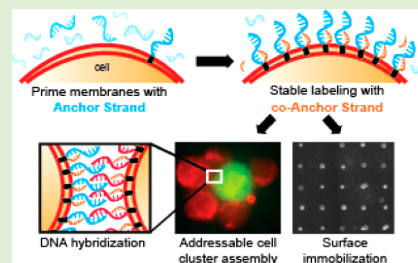 cell
Prime membranes with
Anchor Strand
Stable labeling with
co-Anchor Strand
DNA hybridization
Addressable cell
cluster assembly
Surface
immobilization